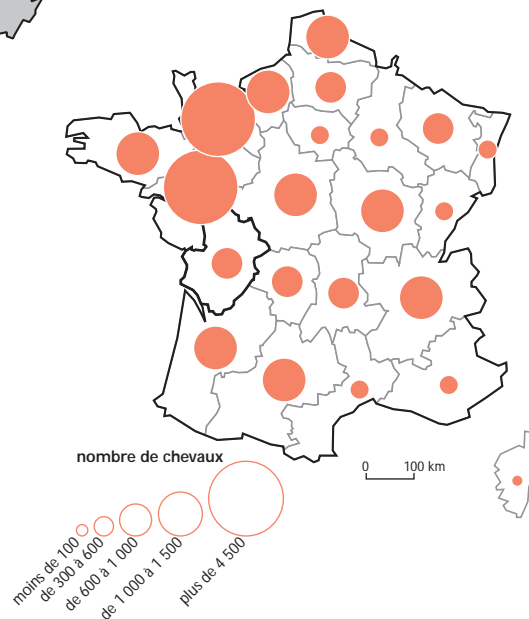 nombre de chevaux
0 100 km
moins de 100
de 300 à 600
de 600 à 1 000
de 1 000 à 1 500
plus de 4 500